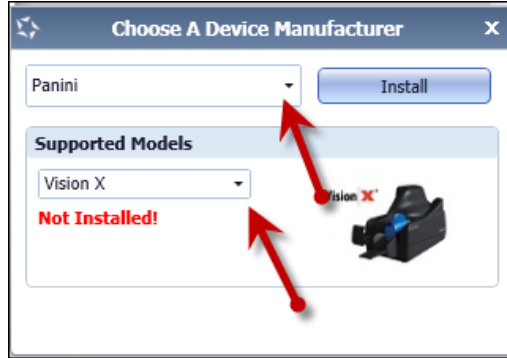 Choose A Device Manufacturer X
Panini Install
Supported Models
Vision X
Not Installed!
Vision X